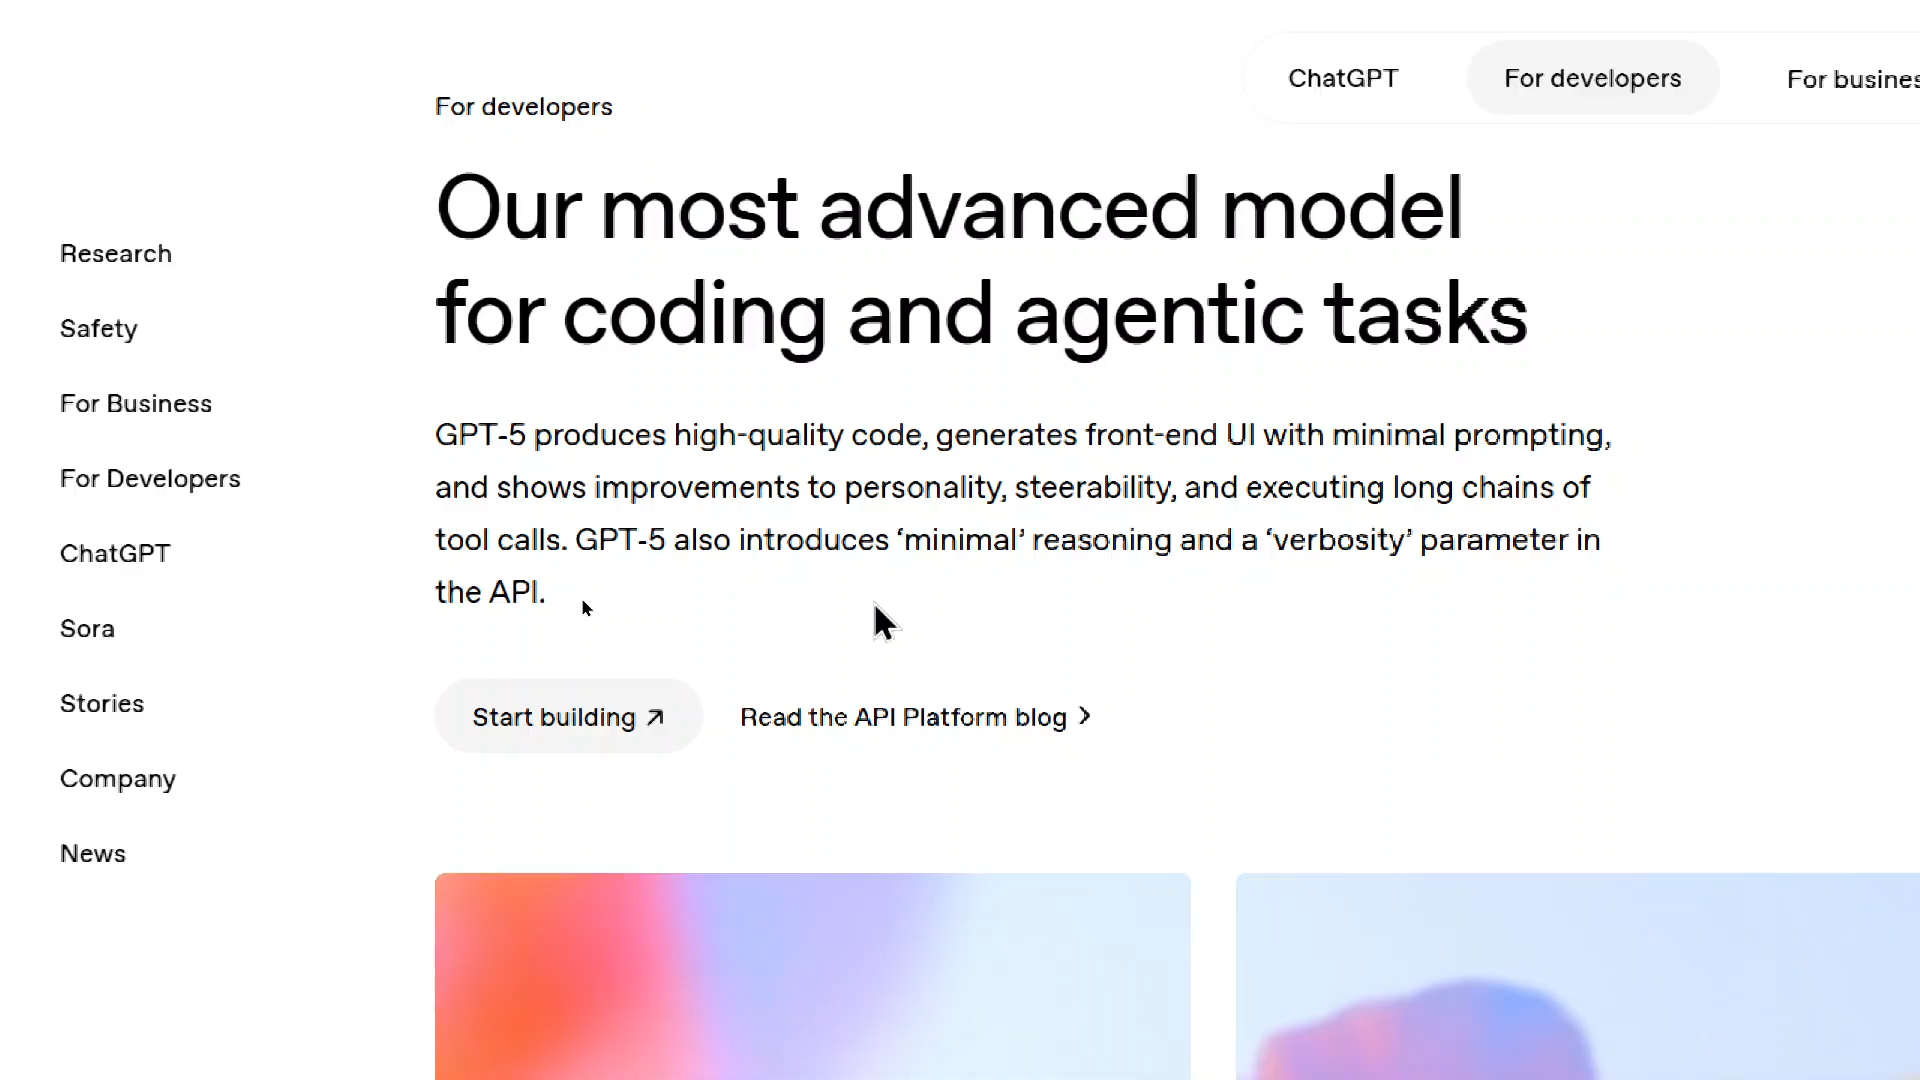 ChatGPT
For developers
For busines
For developers
Our most advanced model
for coding and agentic tasks
GPT-5 produces high-quality code, generates front-end UI with minimal prompting,
and shows improvements to personality, steerability, and executing long chains of
tool calls. GPT-5 also introduces ‘minimal’ reasoning and a ‘verbosity’ parameter in
the API.
Start building
Read the API Platform blog
Research
Safety
For Business
For Developers
ChatGPT
Sora
Stories
Company
News